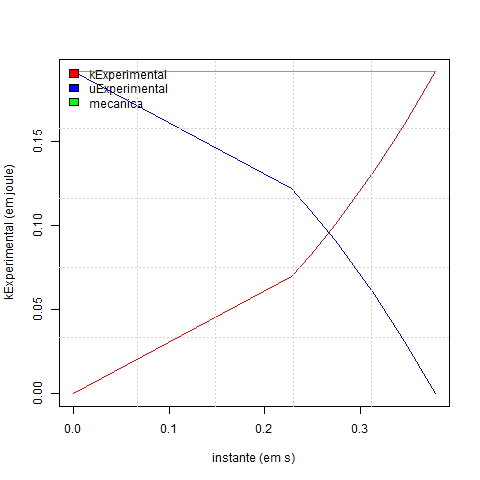 kExperimental
uExperimental
mecanica
kExperimental (em joule)
0.15
0.10
0.05
0.00
0.0 0.1 0.2 0.3
instante (em s)